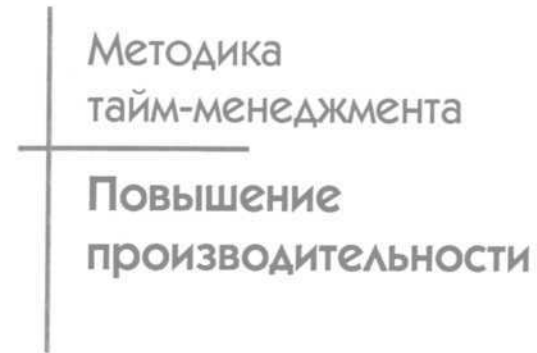 Методика
тайм-менеджмента
Повышение
производительности